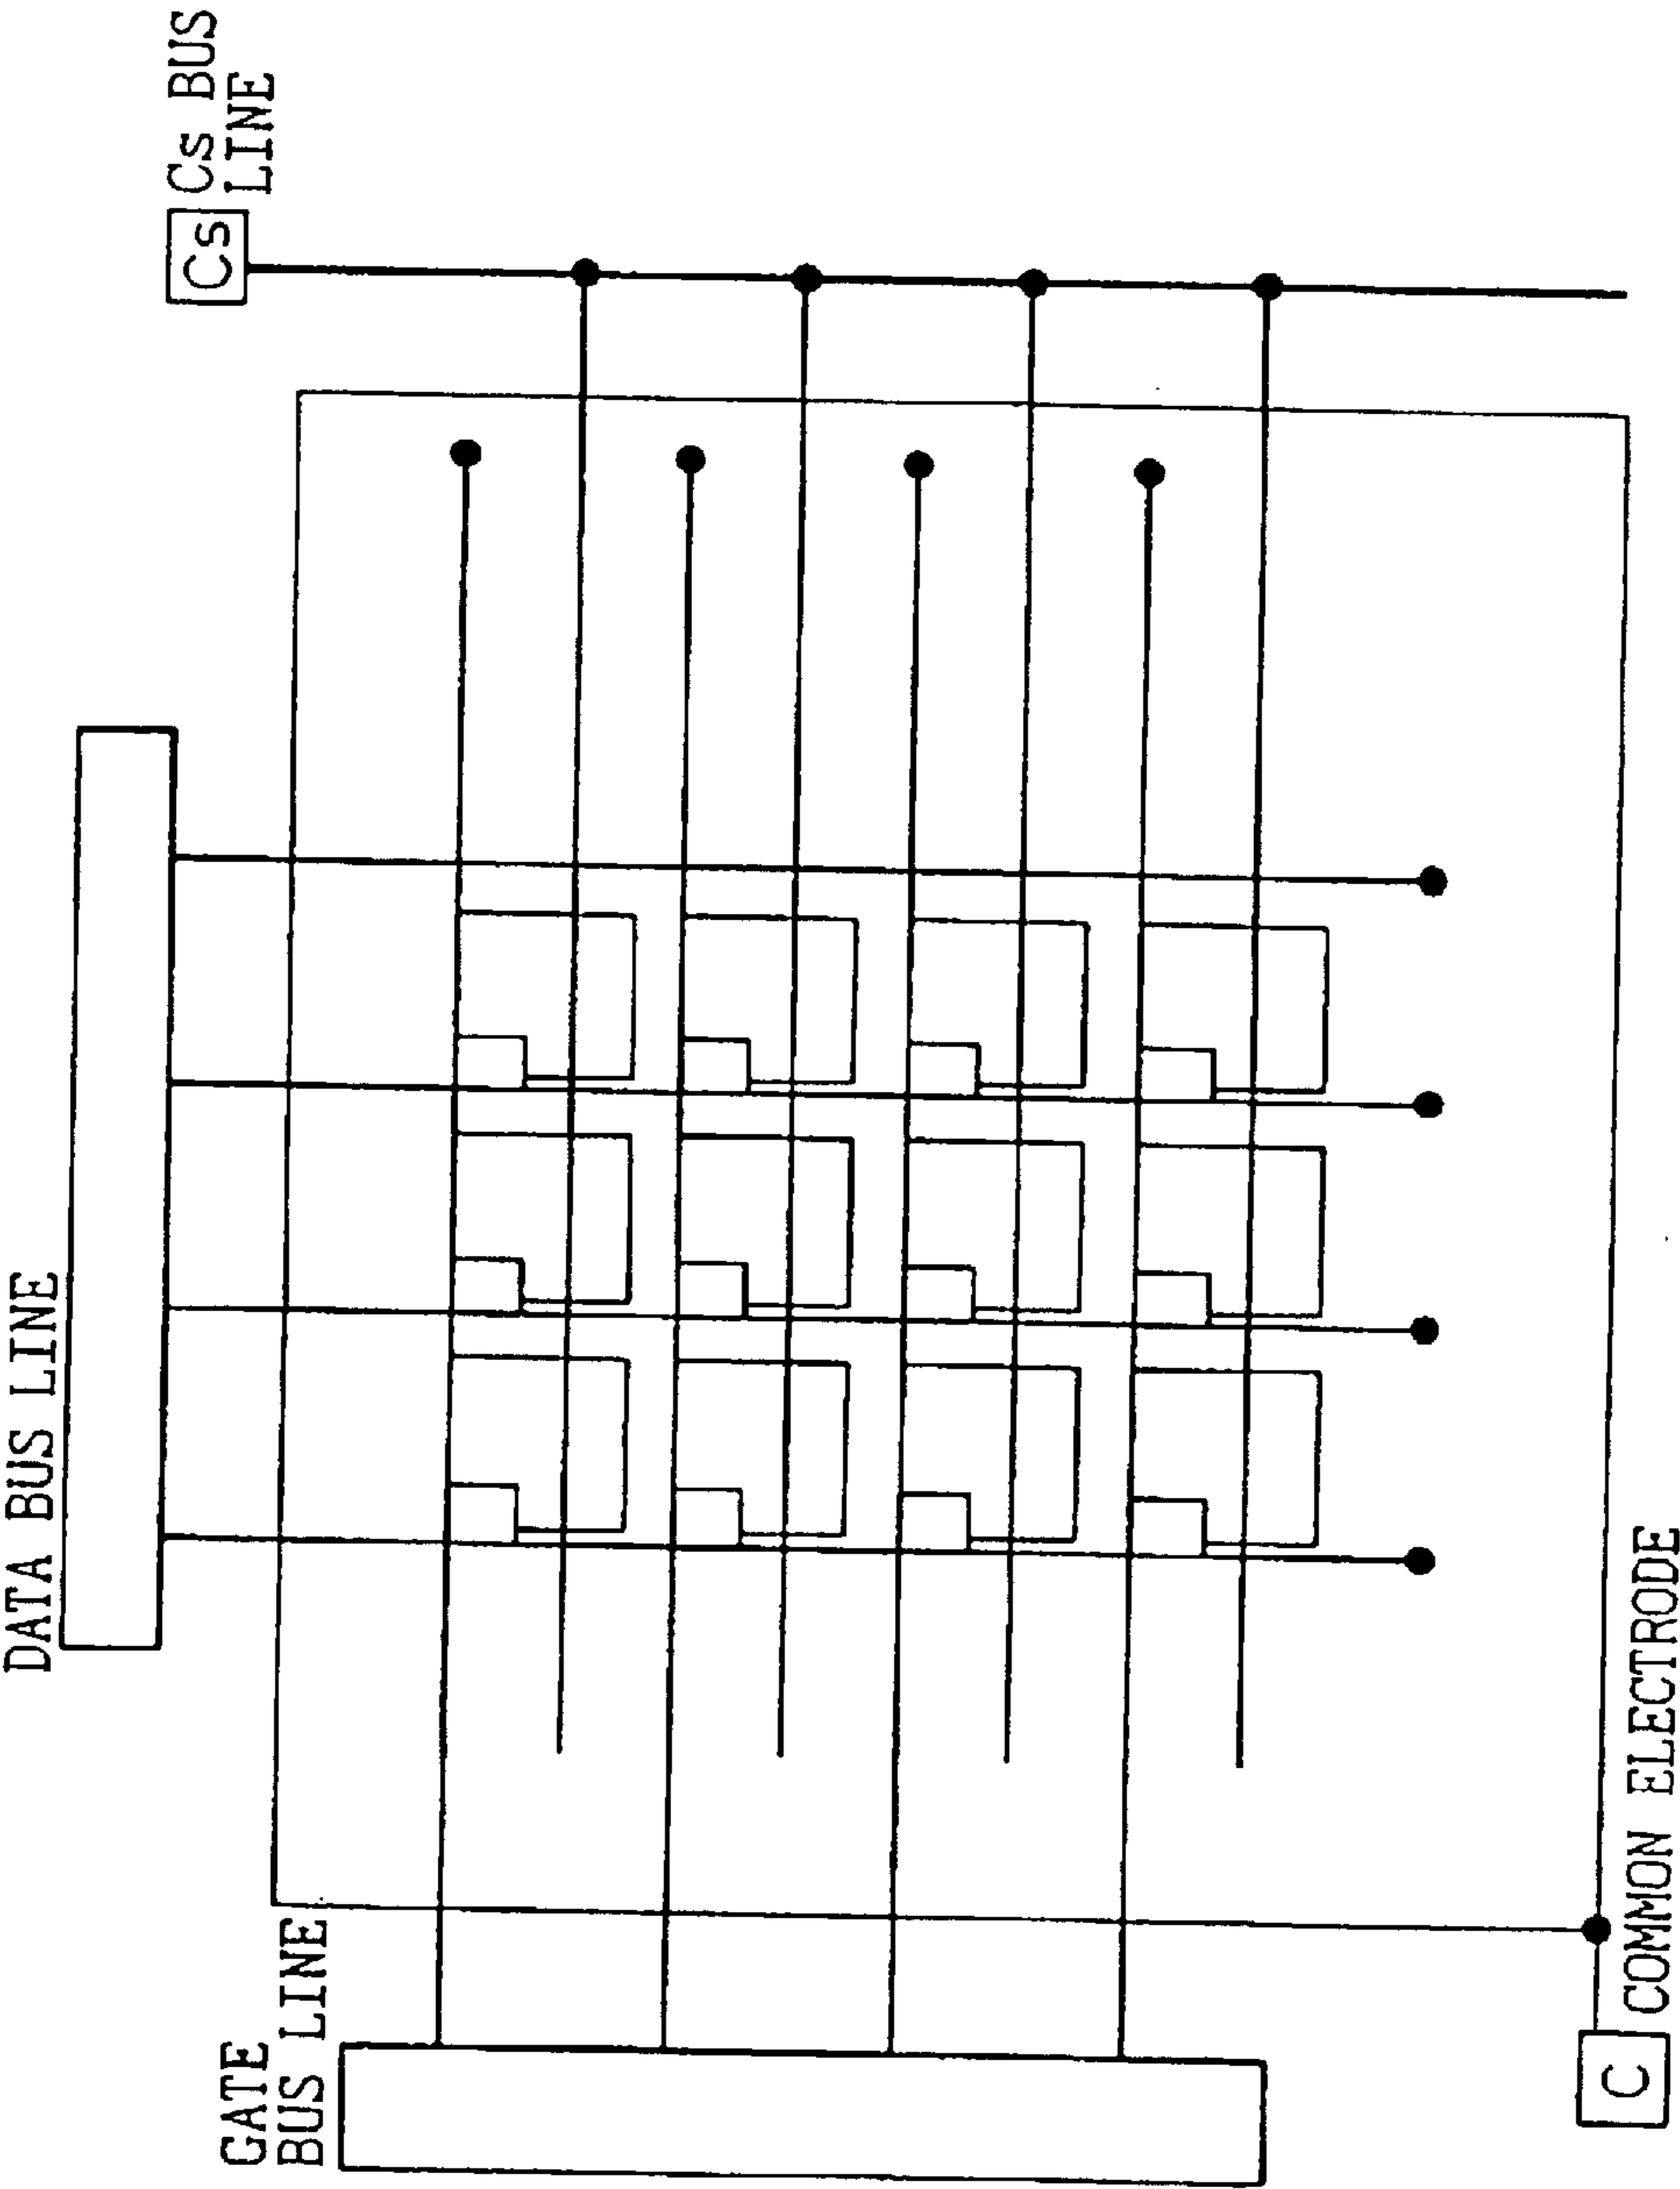 DATA BUS LINE
Cs
Cs BUS
LINE
GATE
BUS LINE
C
COMMON ELECTRODE